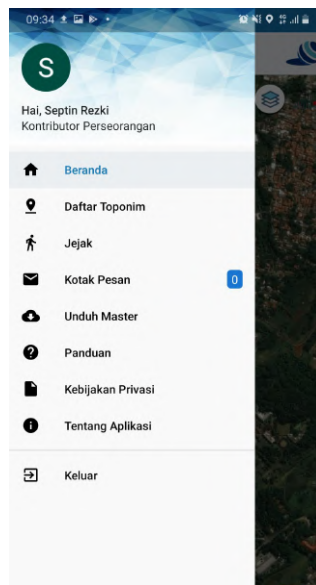 09:34
S
Hai, Septin Rezki
Kontributor Perseorangan
Beranda
Daftar Toponim
Jejak
Kotak Pesan 0
Unduh Master
Panduan
Kebijakan Privasi
Tentang Aplikasi
Keluar